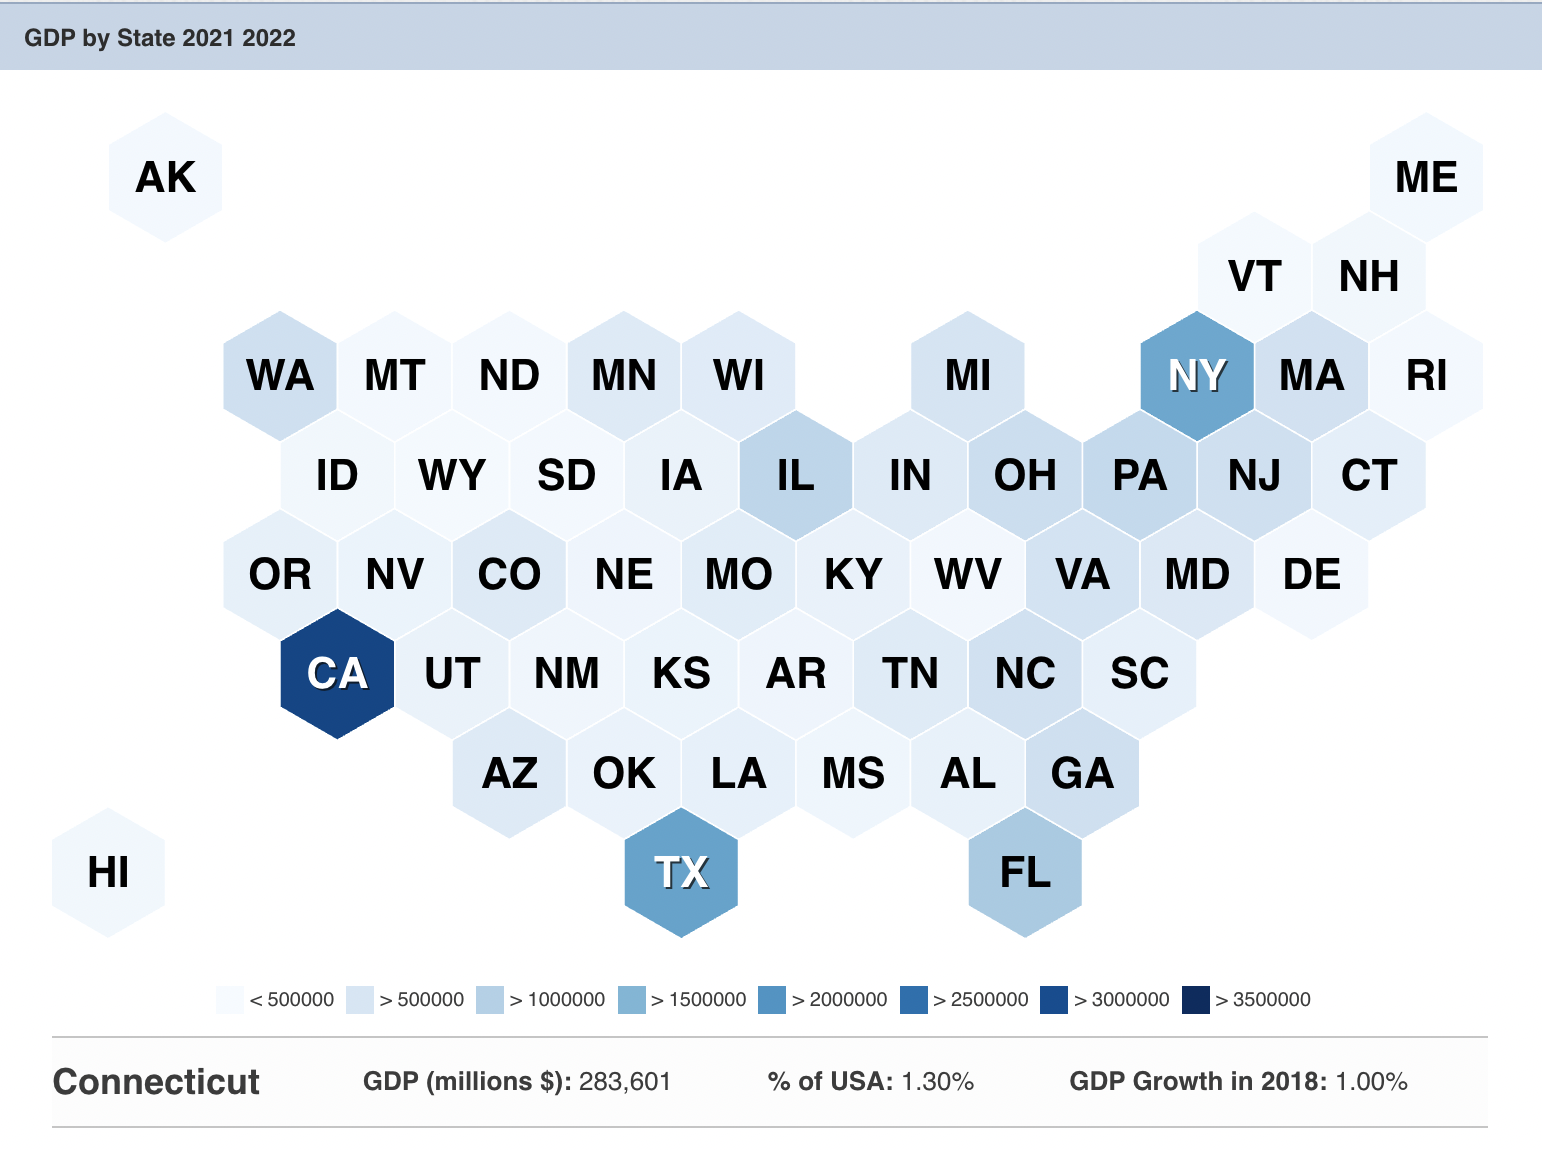 GDP by State 2021 2022
AK
ME
VT NH
WA MT ND MN WI MI NY MA RI
ID WY SD IA IL IN OH PA NJ CT
OR NV CO NE MO KY WV VA MD DE
CA UT NM KS AR TN NC SC
AZ OK LA MS AL GA
HI TX FL
< 500000 > 500000 > 1000000 > 1500000 > 2000000 > 2500000 > 3000000 > 3500000
Connecticut GDP (millions $): 283,601 % of USA: 1.30% GDP Growth in 2018: 1.00%